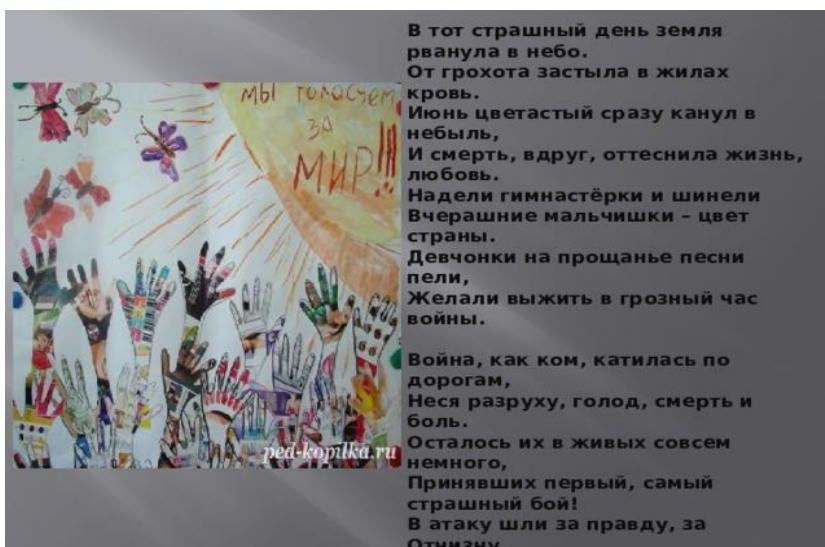 МЫ ГОЛОСУЕМ
ЗА
МИР!!!
ped-kopilka.ru
В тот страшный день земля
рванула в небо.
От грохота застыла в жилах
кровь.
Июнь цветастый сразу канул в
небыль,
И смерть, вдруг, оттеснила жизнь,
любовь.
Надели гимнастёрки и шинели
Вчерашние мальчишки – цвет
страны.
Девчонки на прощанье песни
пели,
Желали выжить в грозный час
войны.
Война, как ком, катилась по
дорогам,
Неся разруху, голод, смерть и
боль.
Осталось их в живых совсем
немного,
Принявших первый, самый
страшный бой!
В атаку шли за правду, за
Отчизну